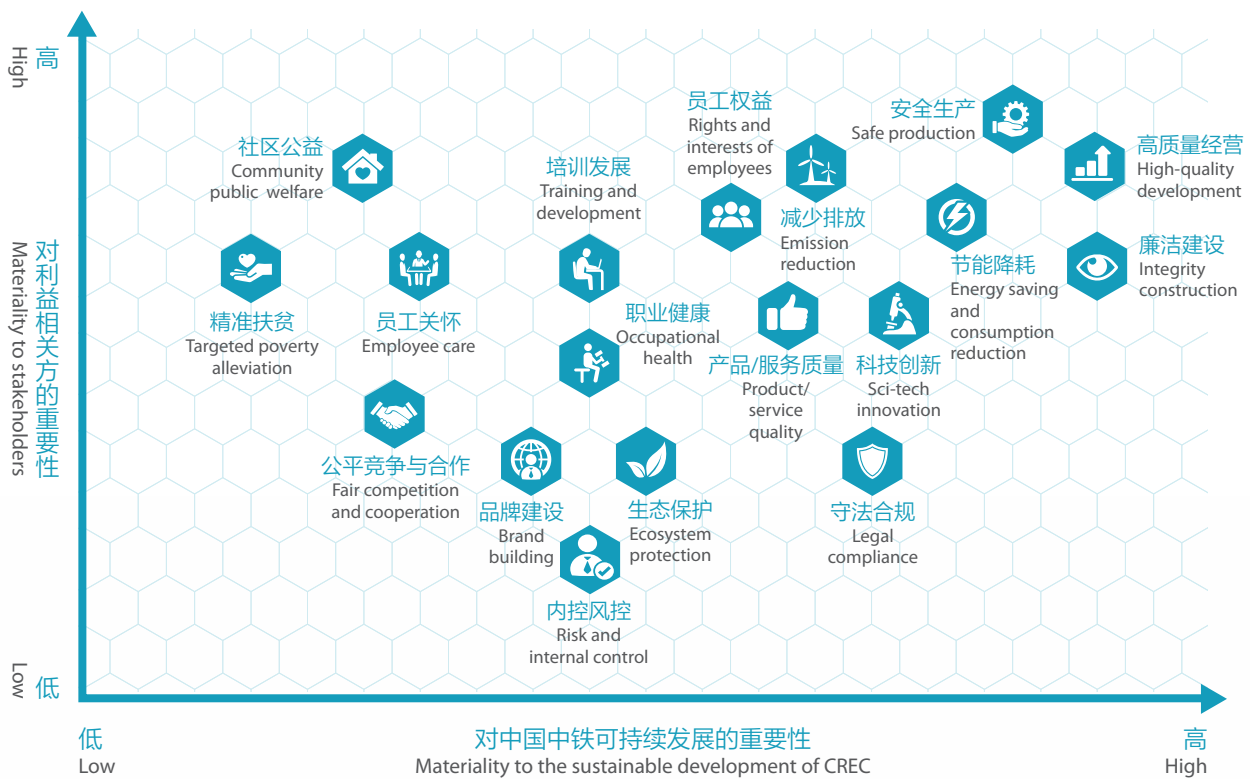 高
High
员工权益
Rights and
interests of
employees
安全生产
Safe production
社区公益
Community
public welfare
培训发展
Training and
development
高质量经营
High-quality
development
减少排放
Emission
reduction
廉洁建设
Integrity
construction
节能降耗
Energy saving
and
consumption
reduction
精准扶贫
Targeted poverty
alleviation
员工关怀
Employee care
职业健康
Occupational
health
产品/服务质量
Product/
service
quality
科技创新
Sci-tech
innovation
公平竞争与合作
Fair competition
and cooperation
品牌建设
Brand
building
生态保护
Ecosystem
protection
守法合规
Legal
compliance
内控风控
Risk and
internal control
对利益相关方的重要性
Materiality to stakeholders
低
Low
低
Low
对中国中铁可持续发展的重要性
Materiality to the sustainable development of CREC
高
High